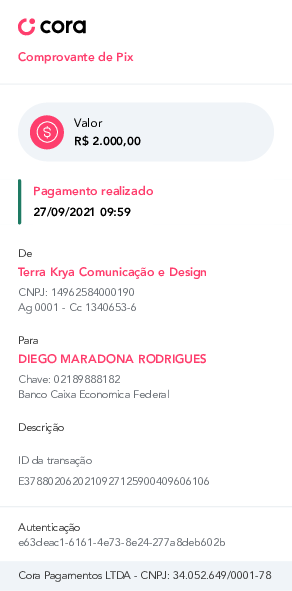 cora
Comprovante de Pix
Valor
R$ 2.000,00
Pagamento realizado
27/09/2021 09:59
De
Terra Krya Comunicação e Design
CNPJ: 14962584000190
Ag 0001 - Cc 1340653-6
Para
DIEGO MARADONA RODRIGUES
Chave: 02189888182
Banco Caixa Economica Federal
Descrição
ID da transação
E3788020620210927125900409606106
Autenticação
e63deac1-6161-4e73-8e24-277a8deb602b
Cora Pagamentos LTDA - CNPJ: 34.052.649/0001-78